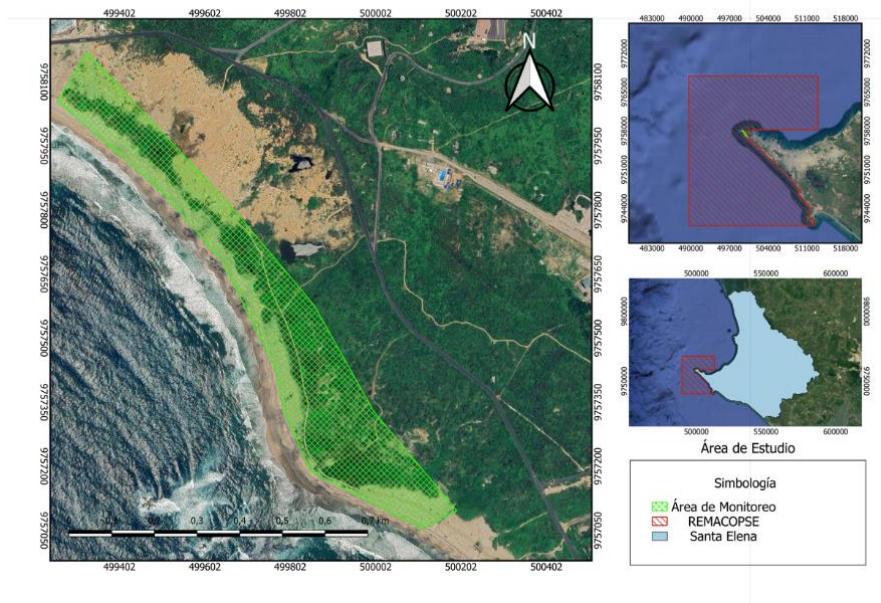 499402 499602 499802 500002 500202 500402
9758100 9757950 9757800 9757650 9757500 9757350 9757200 9757050
N
9758100 9757950 9757800 9757650 9757500 9757350 9757200 9757050
0,3 0,4 0,5 0,6 0,7 km
499402 499602 499802 500002 500202 500402
483000 490000 497000 504000 511000 518000
9772000 9765000 9758000 9751000 9744000
9772000 9765000 9758000 9751000 9744000
483000 490000 497000 504000 511000 518000
500000 550000 600000
9800000 9750000
9800000 9750000
500000 550000 600000
Área de Estudio
Simbología
Área de Monitoreo
REMACOPSE
Santa Elena